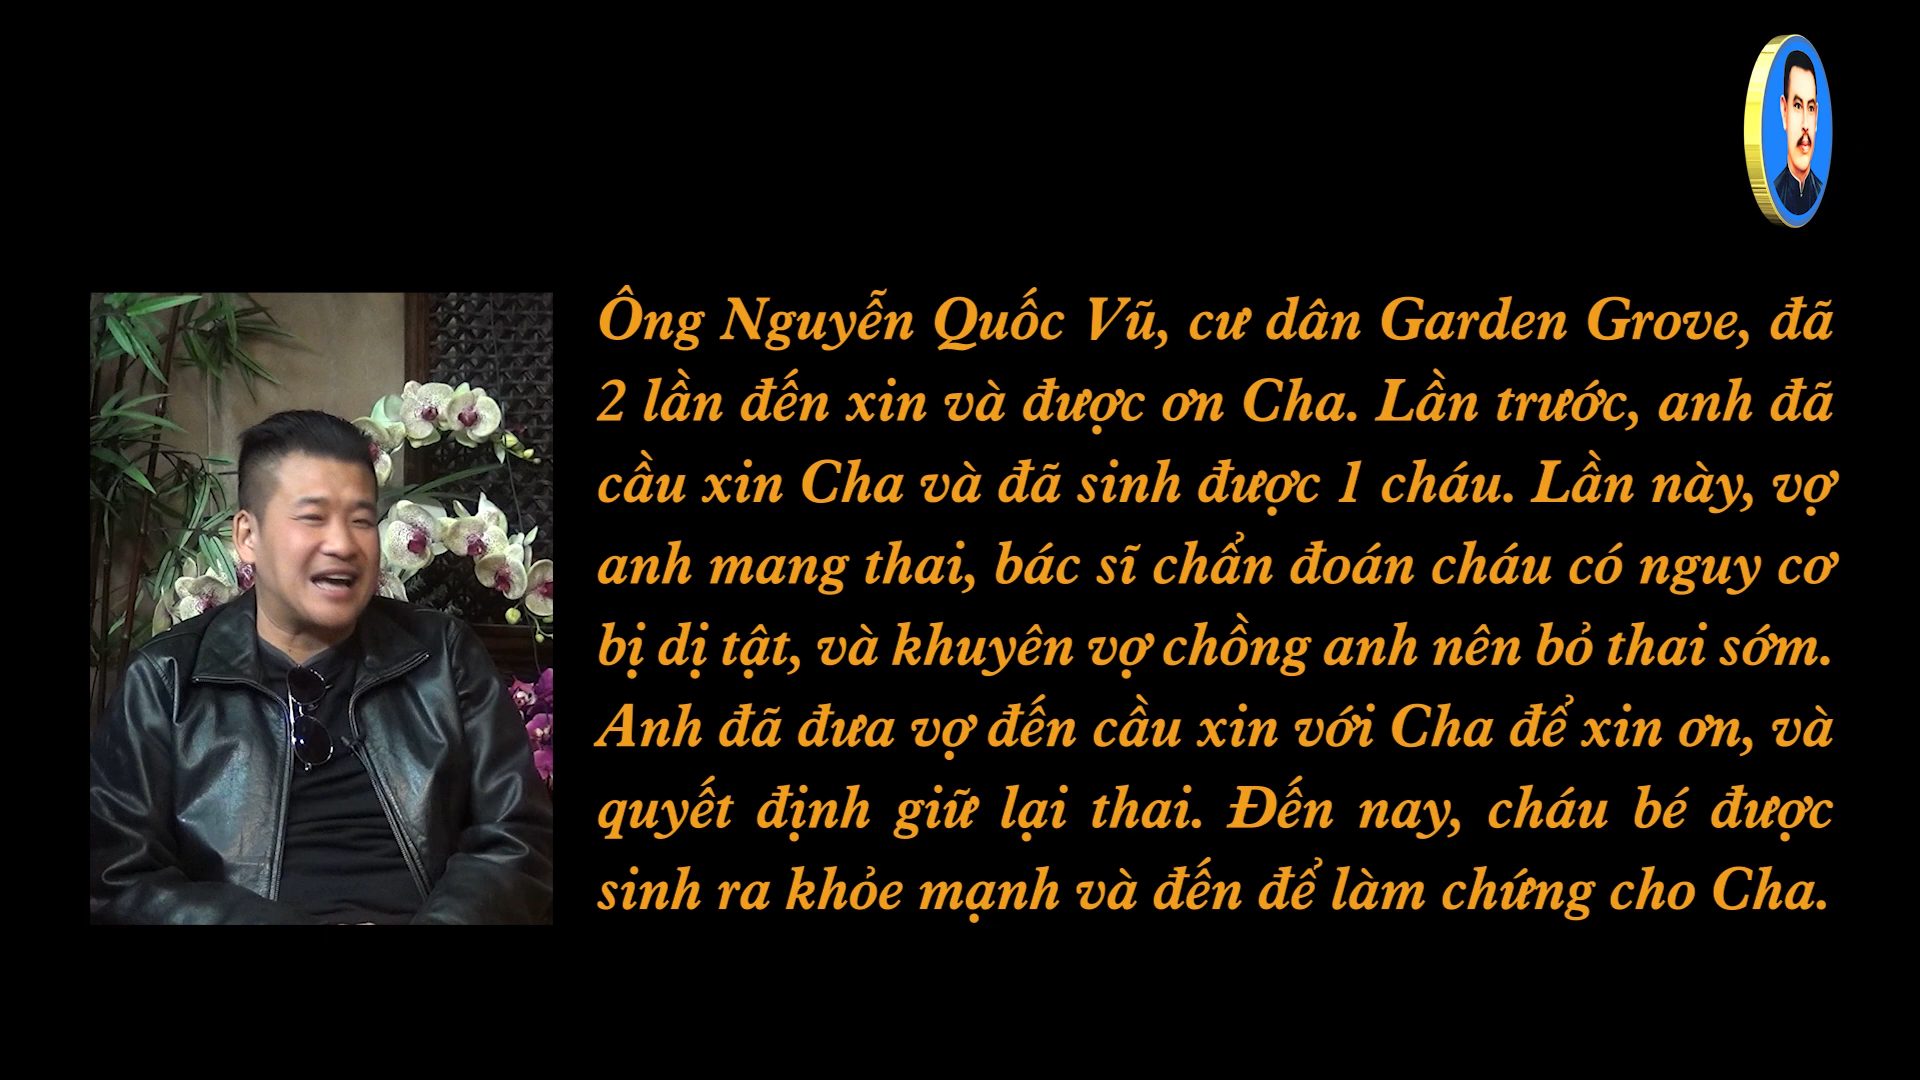 Ông Nguyễn Quốc Vũ, cư dân Garden Grove, đã
2 lần đến xin và được ơn Cha. Lần trước, anh đã
cầu xin Cha và đã sinh được 1 cháu. Lần này, vợ
anh mang thai, bác sĩ chẩn đoán cháu có nguy cơ
bị dị tật, và khuyên vợ chồng anh nên bỏ thai sớm.
Anh đã đưa vợ đến cầu xin với Cha để xin ơn, và
quyết định giữ lại thai. Đến nay, cháu bé được
sinh ra khỏe mạnh và đến để làm chứng cho Cha.